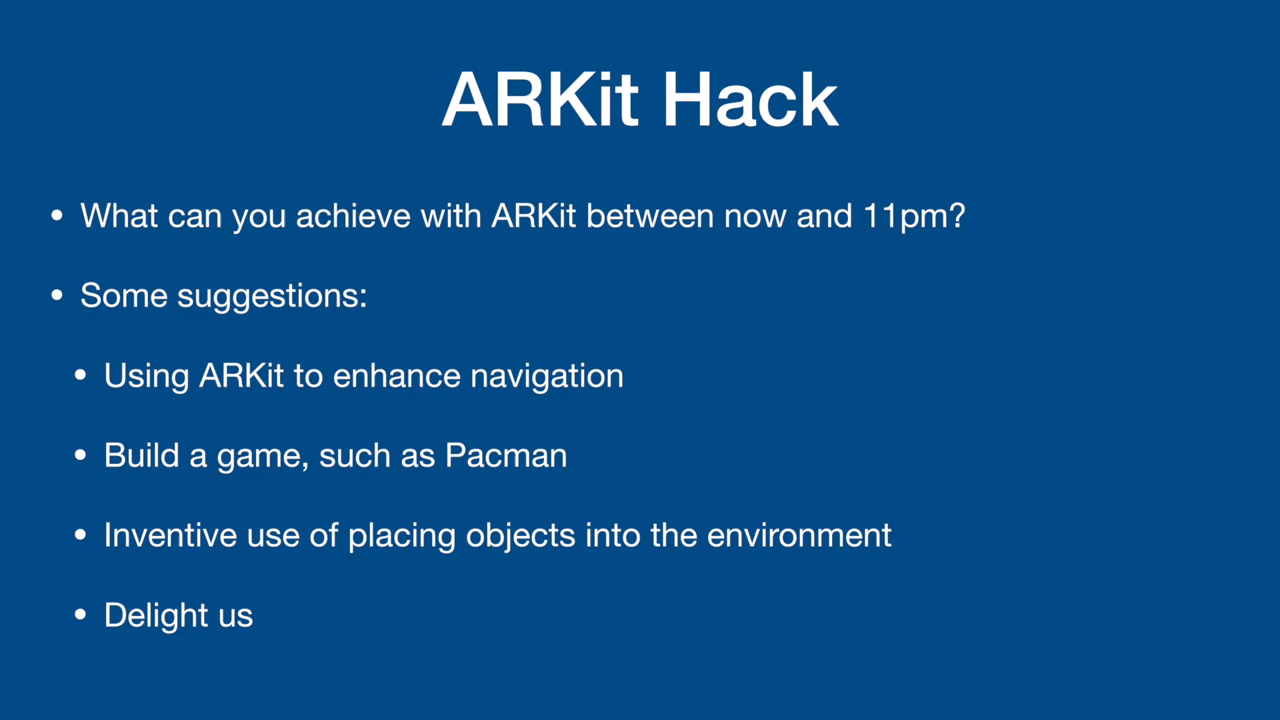 ARKit Hack
• What can you achieve with ARKit between now and 11pm?
• Some suggestions:
• Using ARKit to enhance navigation
• Build a game, such as Pacman
• Inventive use of placing objects into the environment
• Delight us